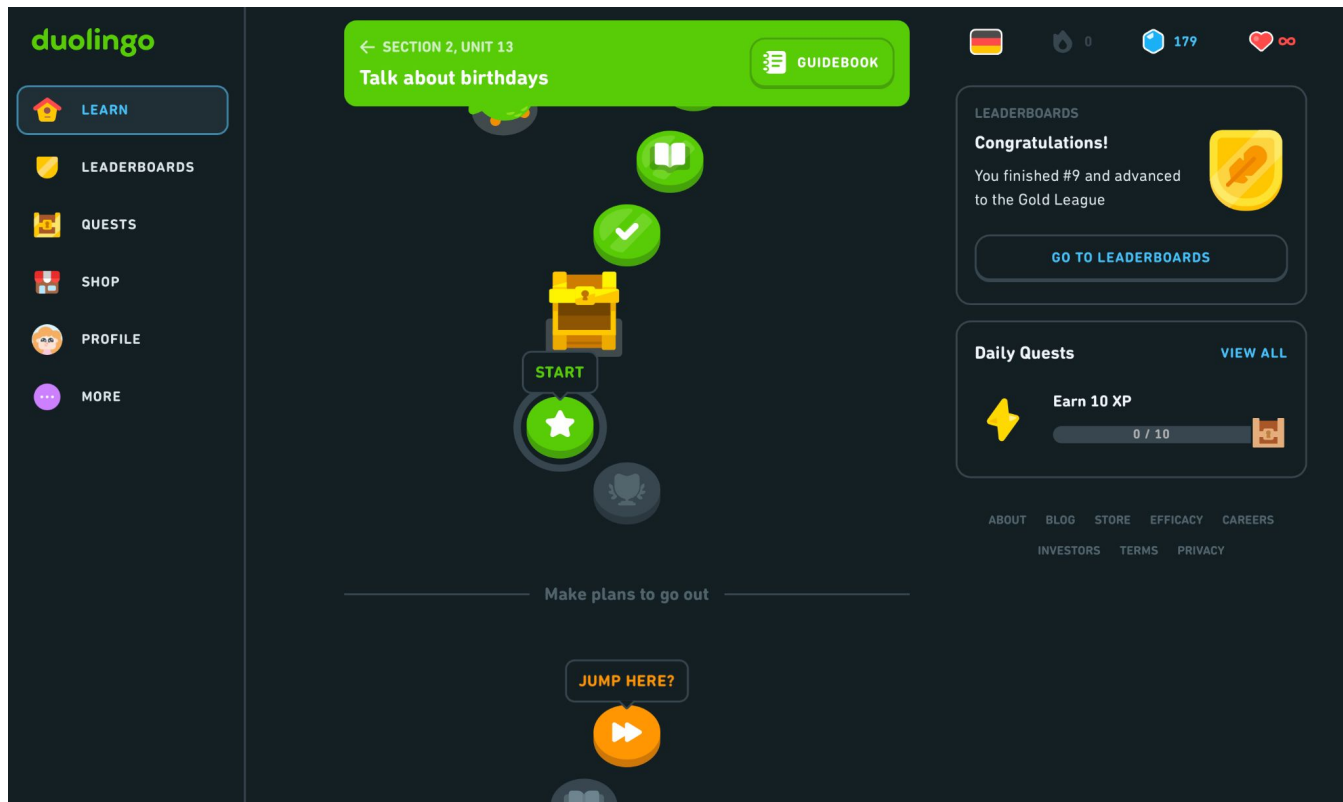 duolingo
LEARN
LEADERBOARDS
QUESTS
SHOP
PROFILE
MORE
← SECTION 2, UNIT 13
Talk about birthdays
GUIDEBOOK
START
Make plans to go out
JUMP HERE?
0
179
∞
LEADERBOARDS
Congratulations!
You finished #9 and advanced
to the Gold League
GO TO LEADERBOARDS
Daily Quests
VIEW ALL
Earn 10 XP
0 / 10
ABOUT BLOG STORE EFFICACY CAREERS
INVESTORS TERMS PRIVACY